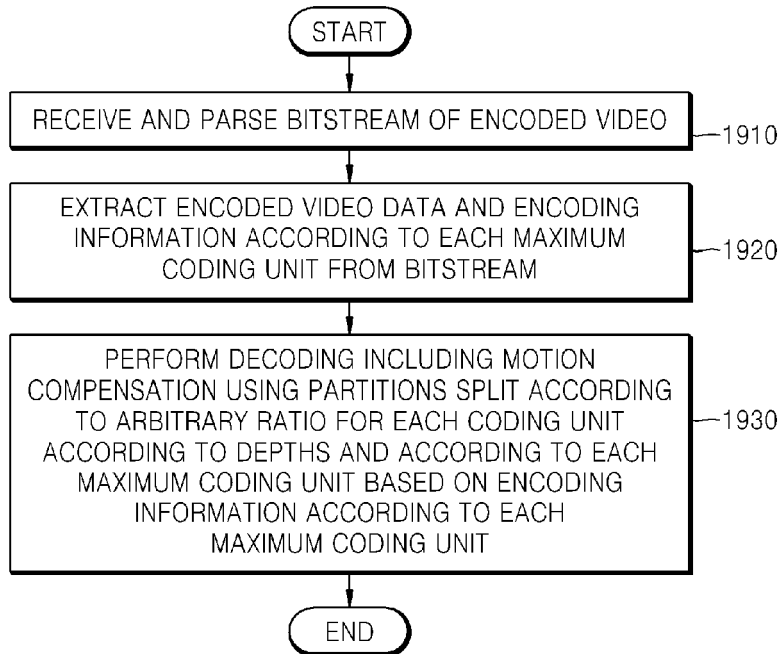 START
RECEIVE AND PARSE BITSTREAM OF ENCODED VIDEO
1910
EXTRACT ENCODED VIDEO DATA AND ENCODING
INFORMATION ACCORDING TO EACH MAXIMUM
CODING UNIT FROM BITSTREAM
1920
PERFORM DECODING INCLUDING MOTION
COMPENSATION USING PARTITIONS SPLIT ACCORDING
TO ARBITRARY RATIO FOR EACH CODING UNIT
ACCORDING TO DEPTHS AND ACCORDING TO EACH
MAXIMUM CODING UNIT BASED ON ENCODING
INFORMATION ACCORDING TO EACH
MAXIMUM CODING UNIT
1930
END